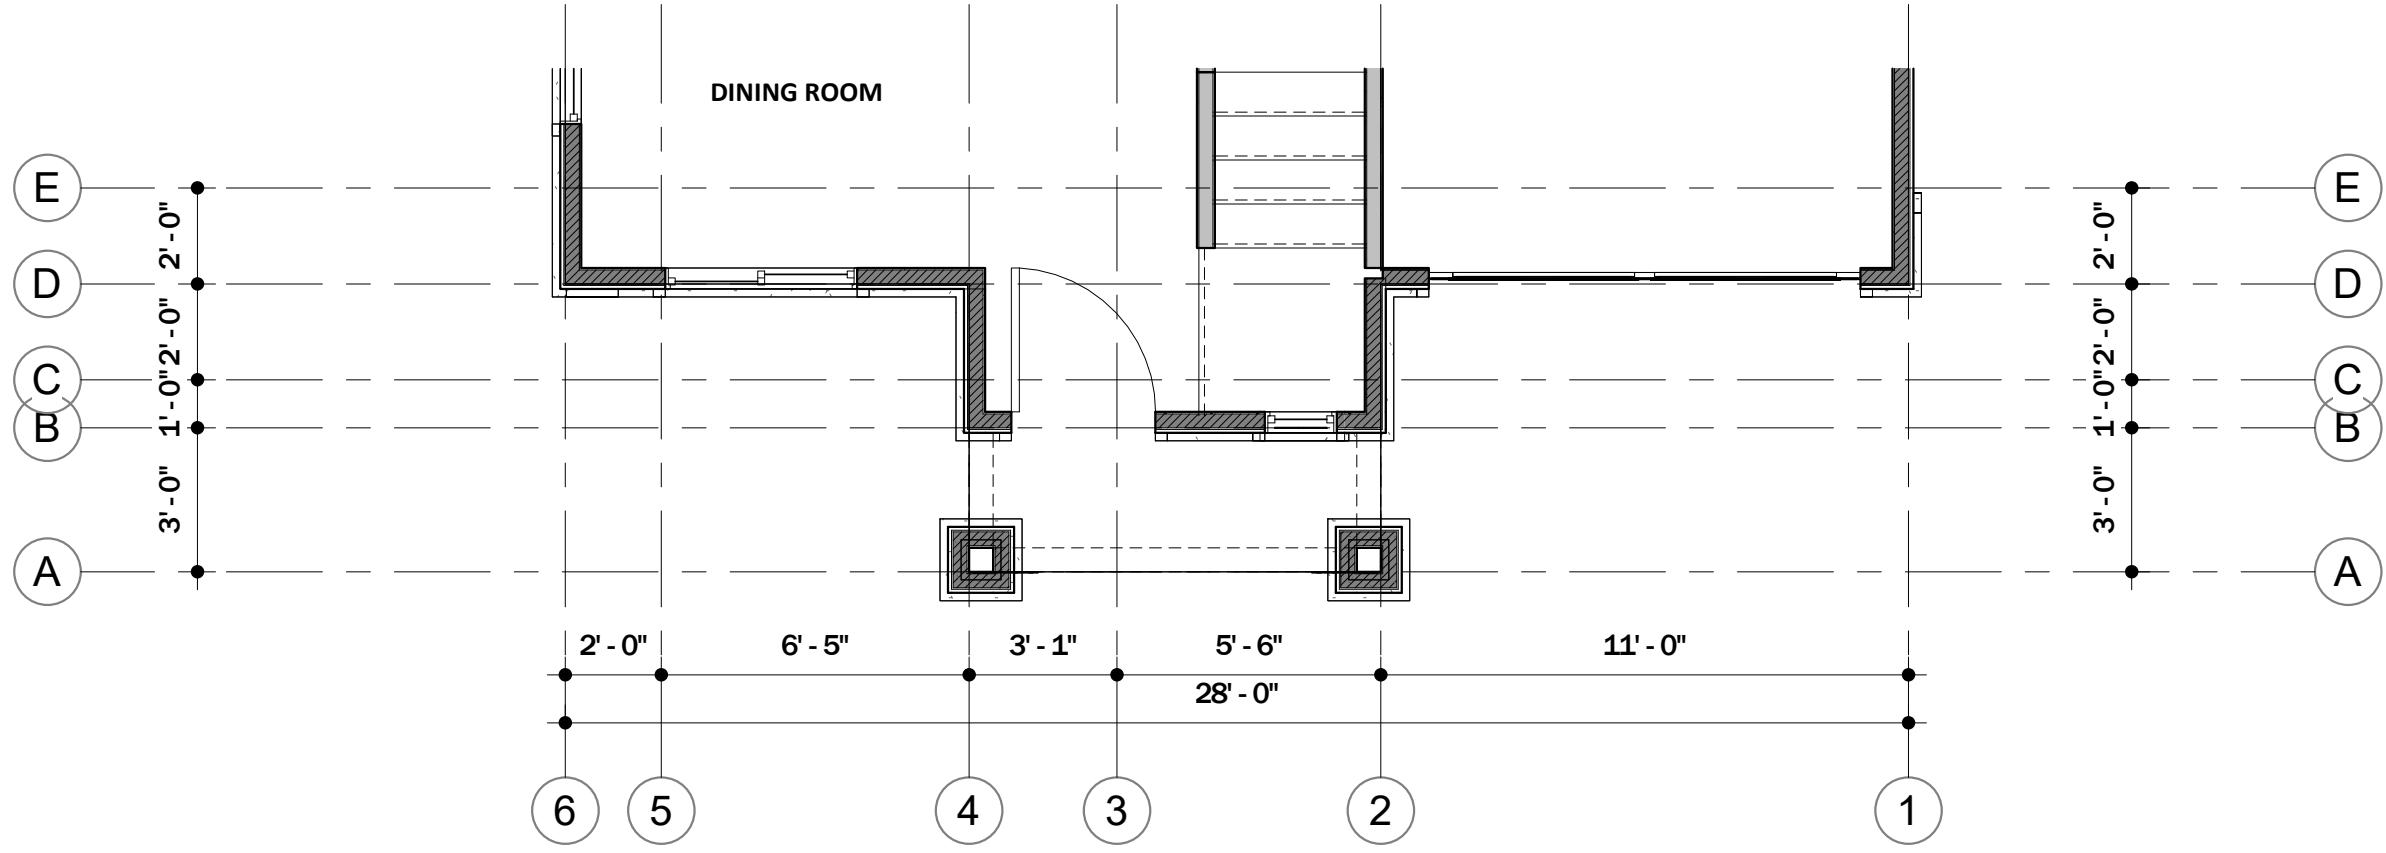 DINING ROOM
E
E
2'-0"
2'-0"
D
D
2'-0"
2'-0"
C
C
1'-0"
1'-0"
B
B
3'-0"
3'-0"
A
A
2'-0" 6'-5" 3'-1" 5'-6" 11'-0"
28'-0"
6 5 4 3 2 1